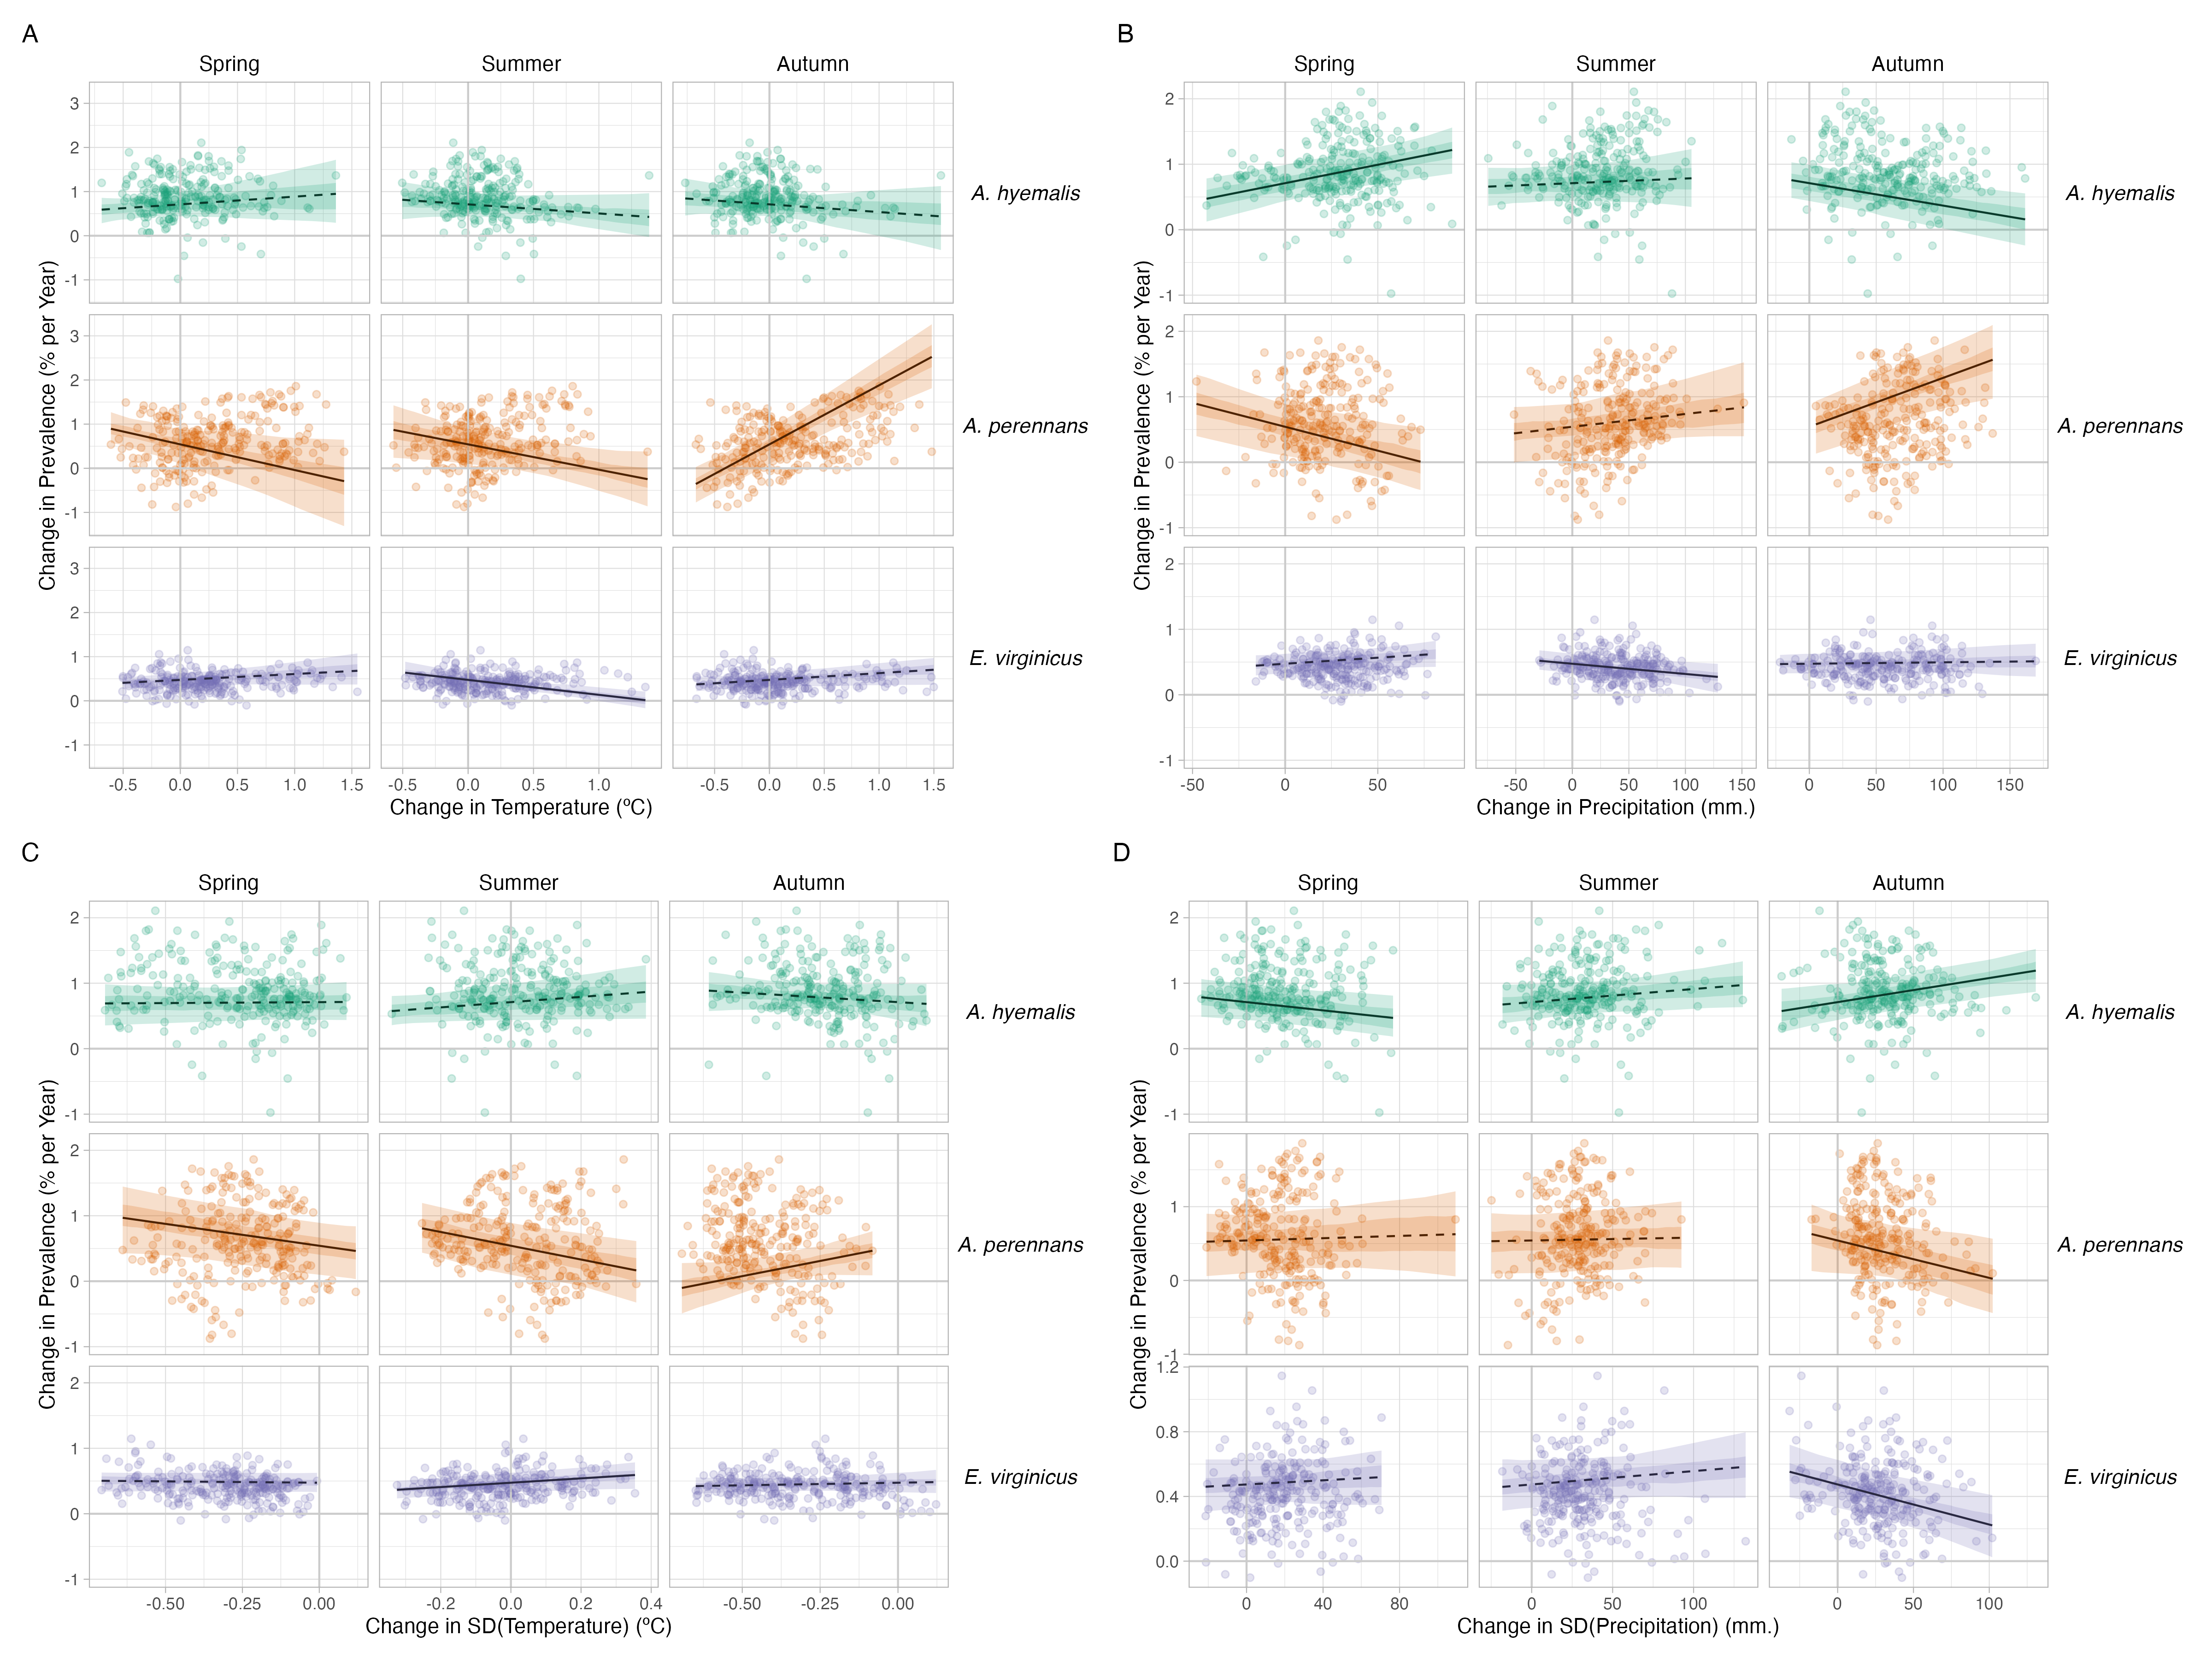 A
Spring Summer Autumn
3
2
1
0
-1
A. hyemalis
3
2
1
0
-1
A. perennans
3
2
1
0
-1
E. virginicus
Change in Prevalence (% per Year)
-0.5 0.0 0.5 1.0 1.5 -0.5 0.0 0.5 1.0 -0.5 0.0 0.5 1.0 1.5
Change in Temperature (ºC)
B
Spring Summer Autumn
2
1
0
-1
A. hyemalis
2
1
0
-1
A. perennans
2
1
0
-1
E. virginicus
Change in Prevalence (% per Year)
-50 0 50 -50 0 50 100 150 0 50 100 150
Change in Precipitation (mm.)
C
Spring Summer Autumn
2
1
0
-1
A. hyemalis
2
1
0
-1
A. perennans
2
1
0
-1
E. virginicus
Change in Prevalence (% per Year)
-0.50 -0.25 0.00 -0.2 0.0 0.2 0.4 -0.50 -0.25 0.00
Change in SD(Temperature) (ºC)
D
Spring Summer Autumn
2
1
0
-1
A. hyemalis
1
0
-1
A. perennans
1.2
0.8
0.4
0.0
E. virginicus
Change in Prevalence (% per Year)
0 40 80 0 50 100 0 50 100
Change in SD(Precipitation) (mm.)